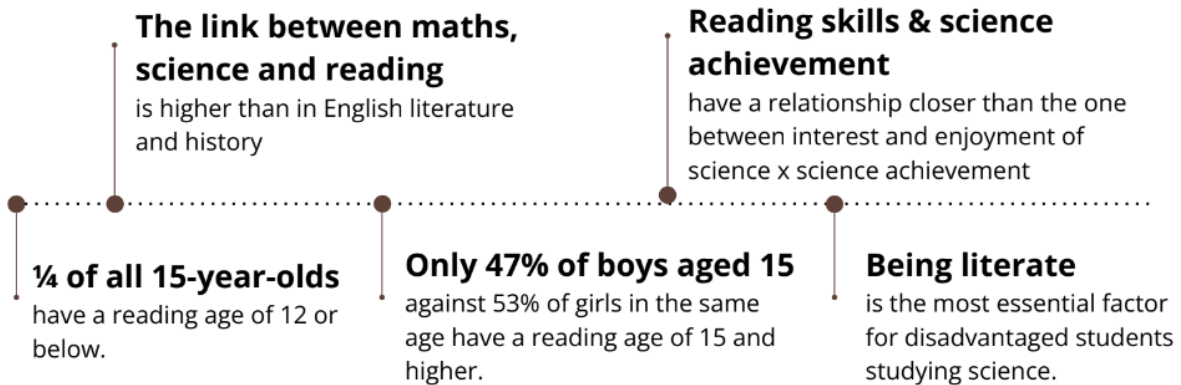 The link between maths,
science and reading
is higher than in English literature
and history
Reading skills & science
achievement
have a relationship closer than the one
between interest and enjoyment of
science x science achievement
¼ of all 15-year-olds
have a reading age of 12 or
below.
Only 47% of boys aged 15
against 53% of girls in the same
age have a reading age of 15 and
higher.
Being literate
is the most essential factor
for disadvantaged students
studying science.